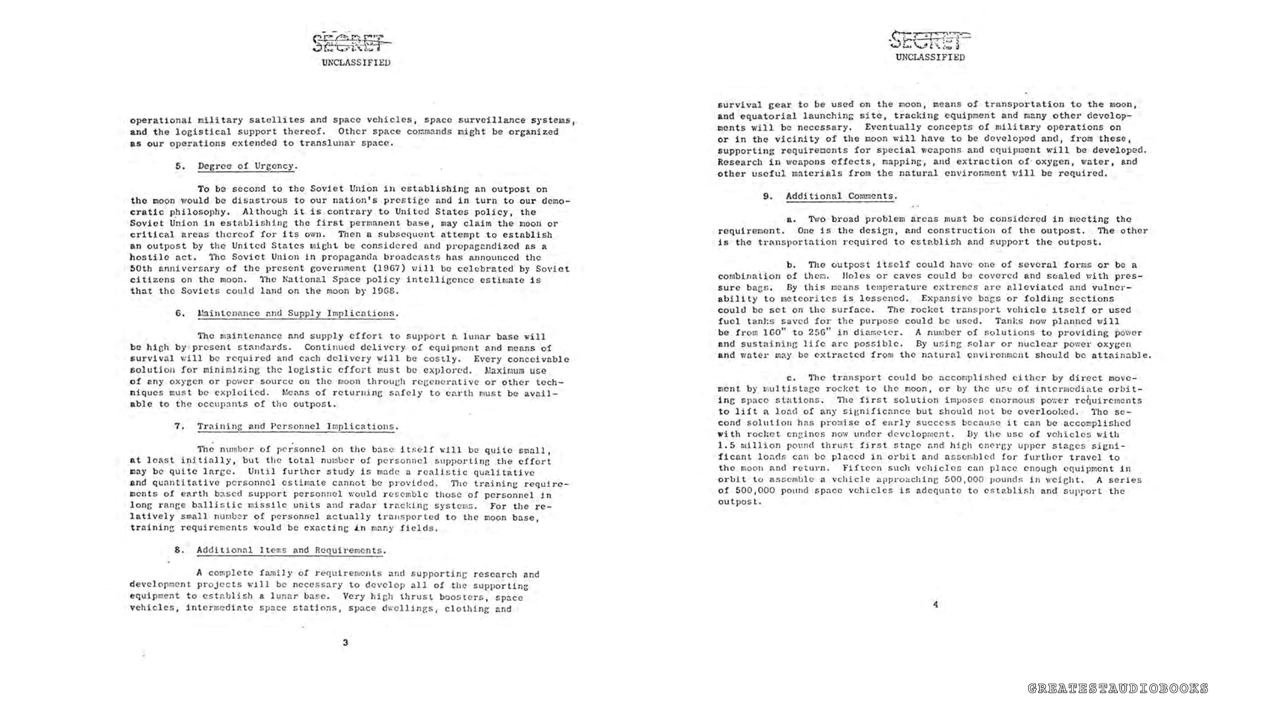 SECRET
UNCLASSIFIED
operational military satellites and space vehicles, space surveillance systems,
and the logistical support thereof. Other space commands might be organized
as our operations extended to translunar space.
5. Degree of Urgency.
To be second to the Soviet Union in establishing an outpost on
the moon would be disastrous to our nation's prestige and in turn to our demo-
cratic philosophy. Although it is contrary to United States policy, the
Soviet Union in establishing the first permanent base, may claim the moon or
critical areas thereof for its own. Then a subsequent attempt to establish
an outpost by the United States might be considered and propagandized as a
hostile act. The Soviet Union in propaganda broadcasts has announced the
50th anniversary of the present government (1967) will be celebrated by Soviet
citizens on the moon. The National Space policy intelligence estimate is
that the Soviets could land on the moon by 1968.
6. Maintenance and Supply Implications.
The maintenance and supply effort to support a lunar base will
be high by present standards. Continued delivery of equipment and means of
survival will be required and each delivery will be costly. Every conceivable
solution for minimizing the logistic effort must be explored. Maximum use
of any oxygen or power source on the moon through regenerative or other tech-
niques must be exploited. Means of returning safely to earth must be avail-
able to the occupants of the outpost.
7. Training and Personnel Implications.
The number of personnel on the base itself will be quite small,
at least initially, but the total number of personnel supporting the effort
may be quite large. Until further study is made a realistic qualitative
and quantitative personnel estimate cannot be provided. The training require-
ments of earth based support personnel would resemble those of personnel in
long range ballistic missile units and radar tracking systems. For the re-
latively small number of personnel actually transported to the moon base,
training requirements would be exacting in many fields.
8. Additional Items and Requirements.
A complete family of requirements and supporting research and
development projects will be necessary to develop all of the supporting
equipment to establish a lunar base. Very high thrust boosters, space
vehicles, intermediate space stations, space dwellings, clothing and
3
SECRET
UNCLASSIFIED
survival gear to be used on the moon, means of transportation to the moon,
and equatorial launching site, tracking equipment and many other develop-
ments will be necessary. Eventually concepts of military operations on
or in the vicinity of the moon will have to be developed and, from these,
supporting requirements for special weapons and equipment will be developed.
Research in weapons effects, mapping, and extraction of oxygen, water, and
other useful materials from the natural environment will be required.
9. Additional Comments.
a. Two broad problem areas must be considered in meeting the
requirement. One is the design, and construction of the outpost. The other
is the transportation required to establish and support the outpost.
b. The outpost itself could have one of several forms or be a
combination of them. Holes or caves could be covered and sealed with pres-
sure bags. By this means temperature extremes are alleviated and vulner-
ability to meteorites is lessened. Expansive bags or folding sections
could be set on the surface. The rocket transport vehicle itself or used
fuel tanks saved for the purpose could be used. Tanks now planned will
be from 160" to 256" in diameter. A number of solutions to providing power
and sustaining life are possible. By using solar or nuclear power oxygen
and water may be extracted from the natural environment should be attainable.
c. The transport could be accomplished either by direct move-
ment by multistage rocket to the moon, or by the use of intermediate orbit-
ing space stations. The first solution imposes enormous power requirements
to lift a load of any significance but should not be overlooked. The se-
cond solution has promise of early success because it can be accomplished
with rocket engines now under development. By the use of vehicles with
1.5 million pound thrust first stage and high energy upper stages signi-
ficant loads can be placed in orbit and assembled for further travel to
the moon and return. Fifteen such vehicles can place enough equipment in
orbit to assemble a vehicle approaching 500,000 pounds in weight. A series
of 500,000 pound space vehicles is adequate to establish and support the
outpost.
4
GREATESTAUDIOBOOKS